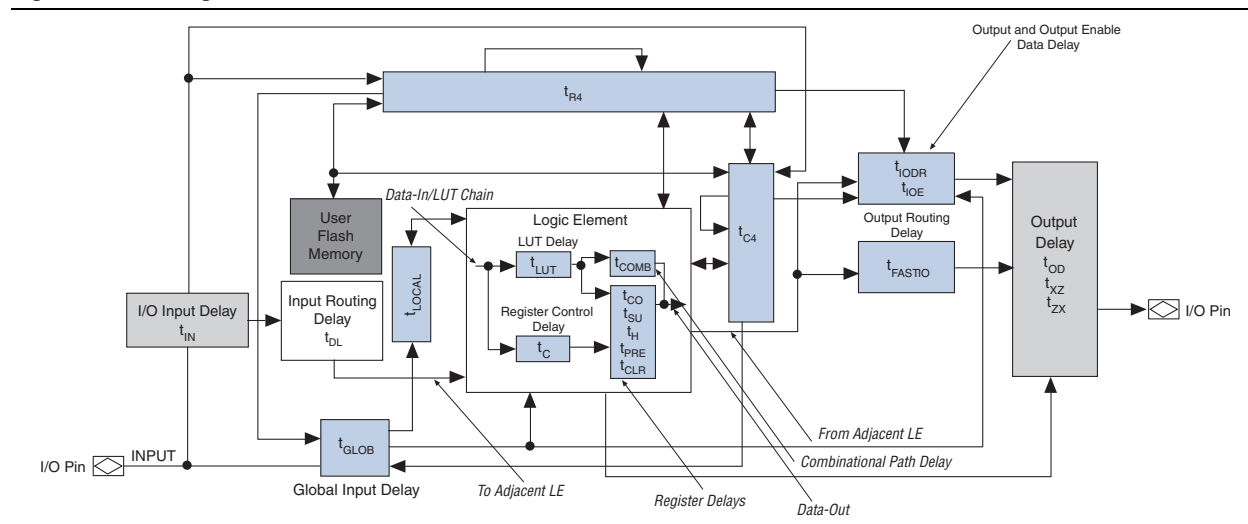 Output and Output Enable
Data Delay
tR4
tIODR
tIOE
Data-In/LUT Chain
User
Flash
Memory
Logic Element
LUT Delay
tLUT
tCOMB
tC4
Output Routing
Delay
tFASTIO
Output
Delay
tOD
tXZ
tZX
I/O Pin
tLOCAL
I/O Input Delay
tIN
Input Routing
Delay
tDL
Register Control
Delay
tC
tCO
tSU
tH
tPRE
tCLR
From Adjacent LE
INPUT
I/O Pin
tGLOB
Global Input Delay
To Adjacent LE
Combinational Path Delay
Register Delays
Data-Out